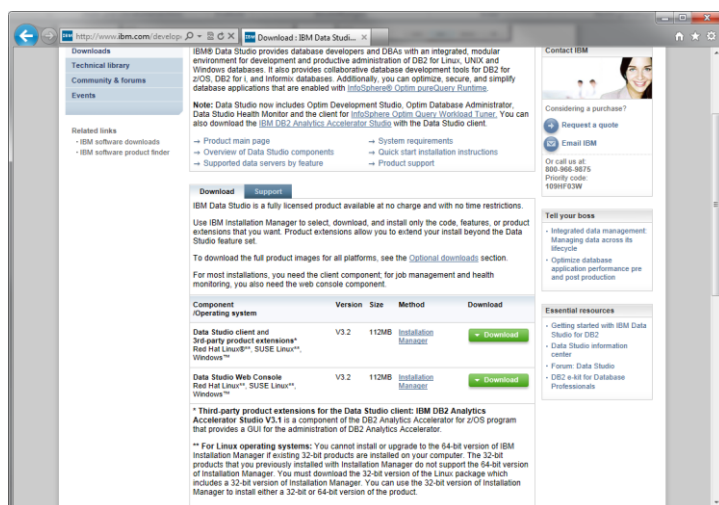 http://www.ibm.com/develop
Download : IBM Data Studi...
Downloads
Technical library
Community & forums
Events
Related links
IBM software downloads
IBM software product finder
IBM® Data Studio provides database developers and DBAs with an integrated, modular
environment for development and productive administration of DB2 for Linux, UNIX and
Windows databases. It also provides collaborative database development tools for DB2 for
z/OS, DB2 for i, and Informix databases. Additionally, you can optimize, secure, and simplify
database applications that are enabled with InfoSphere® Optim pureQuery Runtime.
Note: Data Studio now includes Optim Development Studio, Optim Database Administrator,
Data Studio Health Monitor and the client for InfoSphere Optim Query Workload Tuner. You can
also download the IBM DB2 Analytics Accelerator Studio with the Data Studio client.
→ Product main page
→ Overview of Data Studio components
→ Supported data servers by feature
→ System requirements
→ Quick start installation instructions
→ Product support
Download Support
IBM Data Studio is a fully licensed product available at no charge and with no time restrictions.
Use IBM Installation Manager to select, download, and install only the code, features, or product
extensions that you want. Product extensions allow you to extend your install beyond the Data
Studio feature set.
To download the full product images for all platforms, see the Optional downloads section.
For most installations, you need the client component; for job management and health
monitoring, you also need the web console component.
Component Version Size Method Download
/Operating system
Data Studio client and V3.2 112MB Installation Download
3rd-party product extensions* Manager
Red Hat Linux®**, SUSE Linux**,
Windows™
Data Studio Web Console V3.2 112MB Installation Download
Red Hat Linux**, SUSE Linux**, Manager
Windows™
* Third-party product extensions for the Data Studio client: IBM DB2 Analytics
Accelerator Studio V3.1 is a component of the DB2 Analytics Accelerator for z/OS program
that provides a GUI for the administration of DB2 Analytics Accelerator.
** For Linux operating systems: You cannot install or upgrade to the 64-bit version of IBM
Installation Manager if existing 32-bit products are installed on your computer. The 32-bit
products that you previously installed with Installation Manager do not support the 64-bit version
of Installation Manager. You must download the 32-bit version of the Linux package which
includes a 32-bit version of Installation Manager. You can use the 32-bit version of Installation
Manager to install either a 32-bit or 64-bit version of the product.
Contact IBM
Considering a purchase?
Request a quote
Email IBM
Or call us at:
800-966-9875
Priority code:
109HF03W
Tell your boss
Integrated data management:
Managing data across its
lifecycle
Optimize database
application performance pre
and post production
Essential resources
Getting started with IBM Data
Studio for DB2
Data Studio information
center
Forum: Data Studio
DB2 e-kit for Database
Professionals